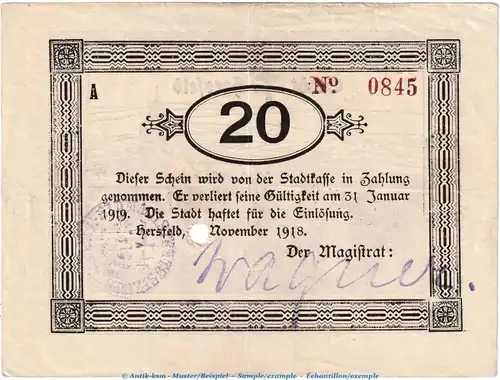 A
No 0845
20
Dieser Schein wird von der Stadtkasse in Zahlung
genommen. Er verliert seine Gültigkeit am 31 Januar
1919. Die Stadt haftet für die Einlösung.
Hersfeld, November 1918.
Der Magistrat:
Wagner.
© Antik-ksm - Muster/Beispiel - Sample/example - Échantillon/exemple